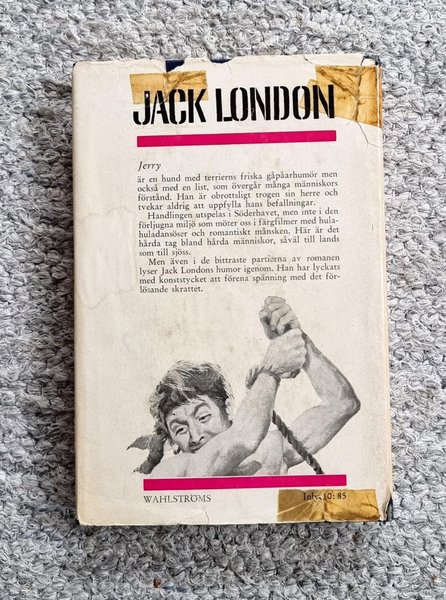 JACK LONDON
Jerry
är en hund med terrierns friska gåpåarhumör men
också med en list, som övergår många människors
förstånd. Han är obrottsligt trogen sin herre och
tvekar aldrig att uppfylla hans befallningar.
Handlingen utspelas i Söderhavet, men inte i den
förljugna miljö som möter oss i färgfilmer med hula-
huladansöser och romantiskt månsken. Här är det
hårda tag bland hårda människor, såväl till lands
som till sjöss.
Men även i de bittraste partierna av romanen
lyser Jack Londons humor igenom. Han har lyckats
med konststycket att förena spänning med det för-
lösande skrattet.
WAHLSTRÖMS
Inb. 10: 85